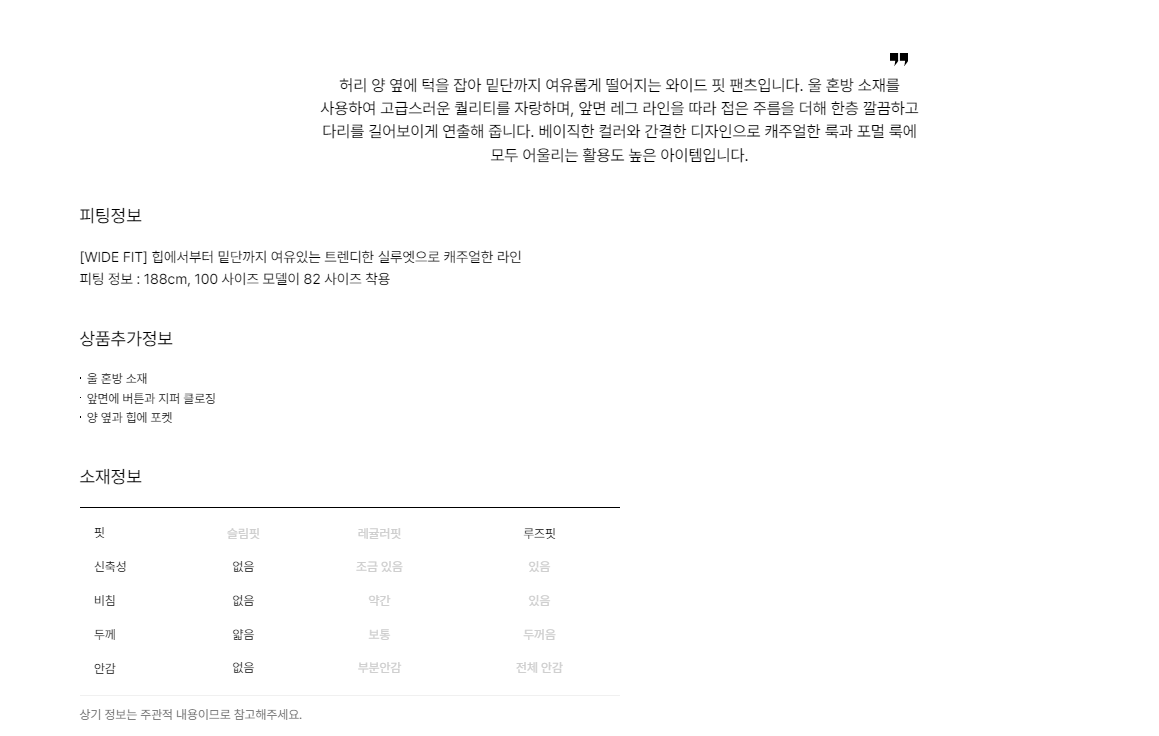 ❞
허리 양 옆에 턱을 잡아 밑단까지 여유롭게 떨어지는 와이드 핏 팬츠입니다. 울 혼방 소재를
사용하여 고급스러운 퀄리티를 자랑하며, 앞면 레그 라인을 따라 접은 주름을 더해 한층 깔끔하고
다리를 길어보이게 연출해 줍니다. 베이직한 컬러와 간결한 디자인으로 캐주얼한 룩과 포멀 룩에
모두 어울리는 활용도 높은 아이템입니다.
피팅정보
[WIDE FIT] 힙에서부터 밑단까지 여유있는 트렌디한 실루엣으로 캐주얼한 라인
피팅 정보 : 188cm, 100 사이즈 모델이 82 사이즈 착용
상품추가정보
· 울 혼방 소재
· 앞면에 버튼과 지퍼 클로징
· 양 옆과 힙에 포켓
소재정보
핏 슬림핏 레귤러핏 루즈핏
신축성 없음 조금 있음 있음
비침 없음 약간 있음
두께 얇음 보통 두꺼움
안감 없음 부분안감 전체 안감
상기 정보는 주관적 내용이므로 참고해주세요.